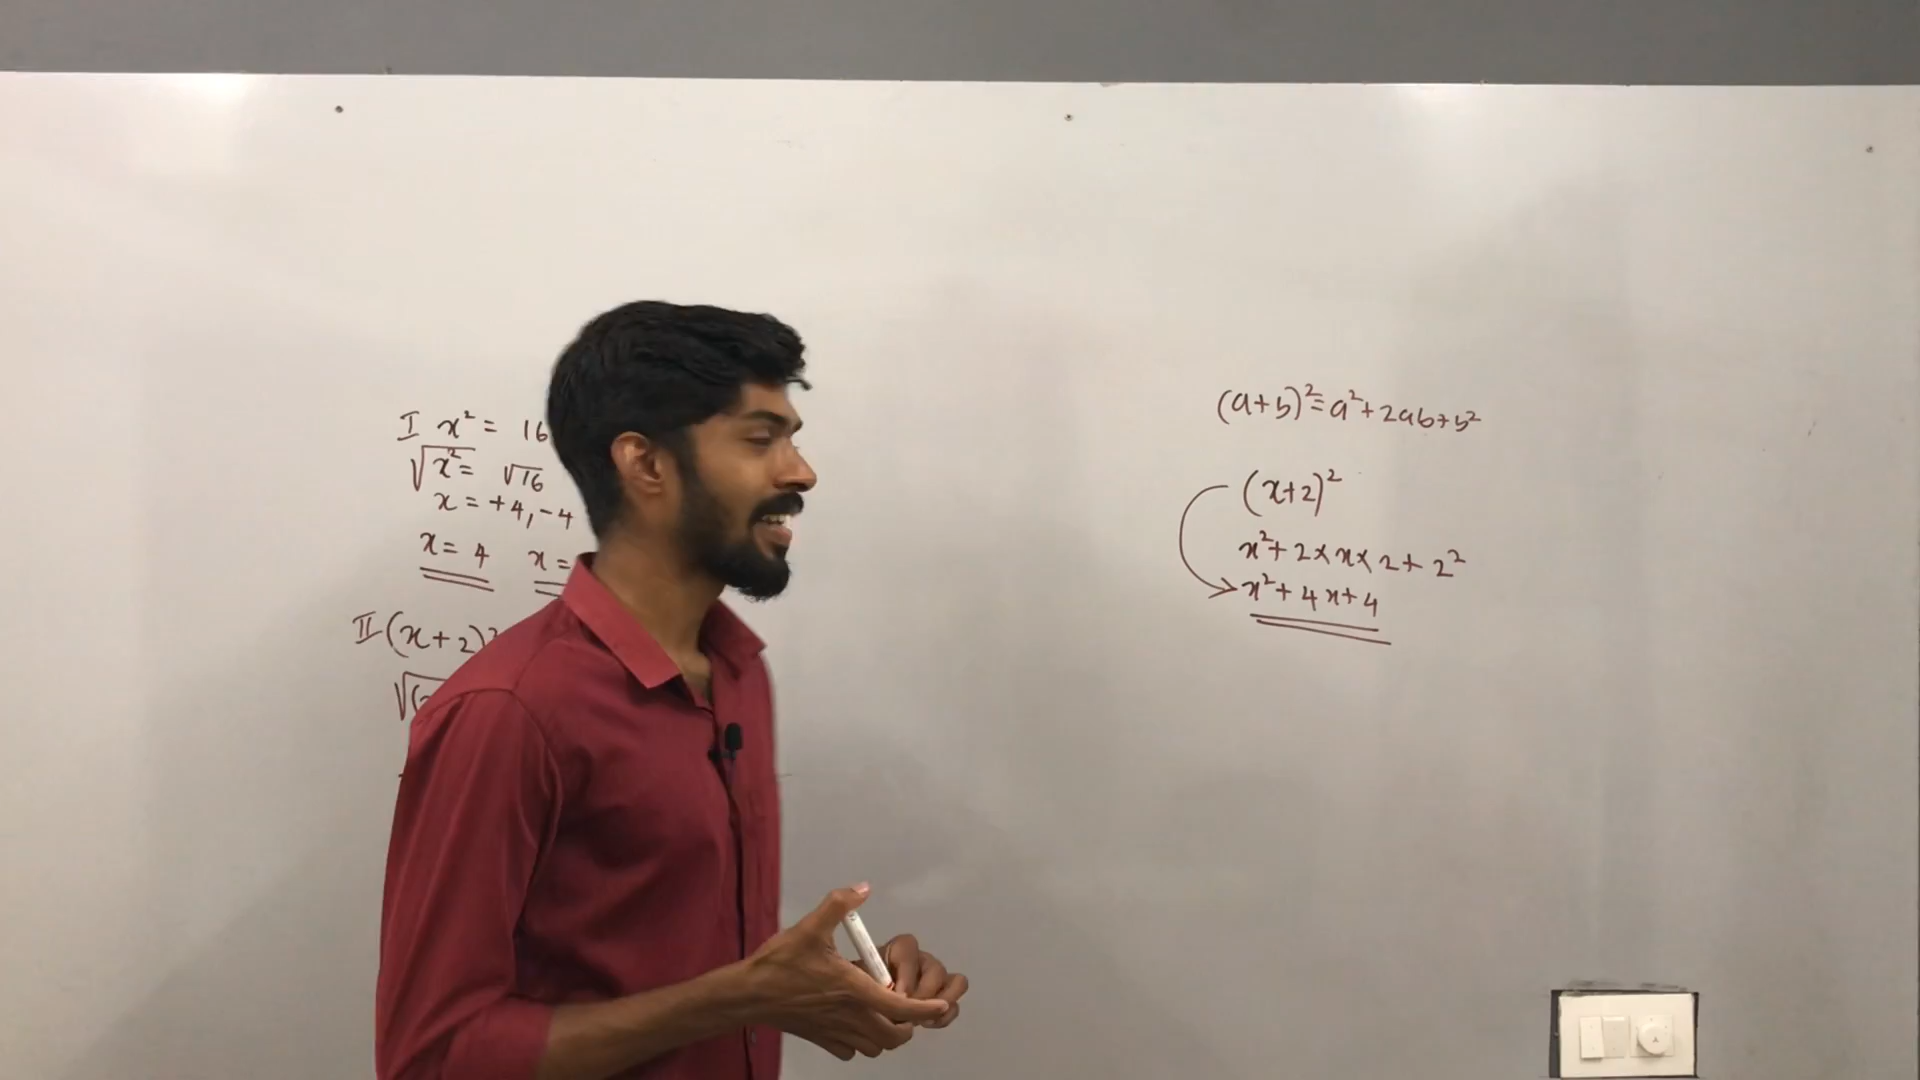 I x² = 16
√x² = √16
x = +4, -4
x = 4 x =
II (x+2)²
(a+b)² = a² + 2ab + b²
(x+2)²
x² + 2 × x × 2 + 2²
x² + 4x + 4